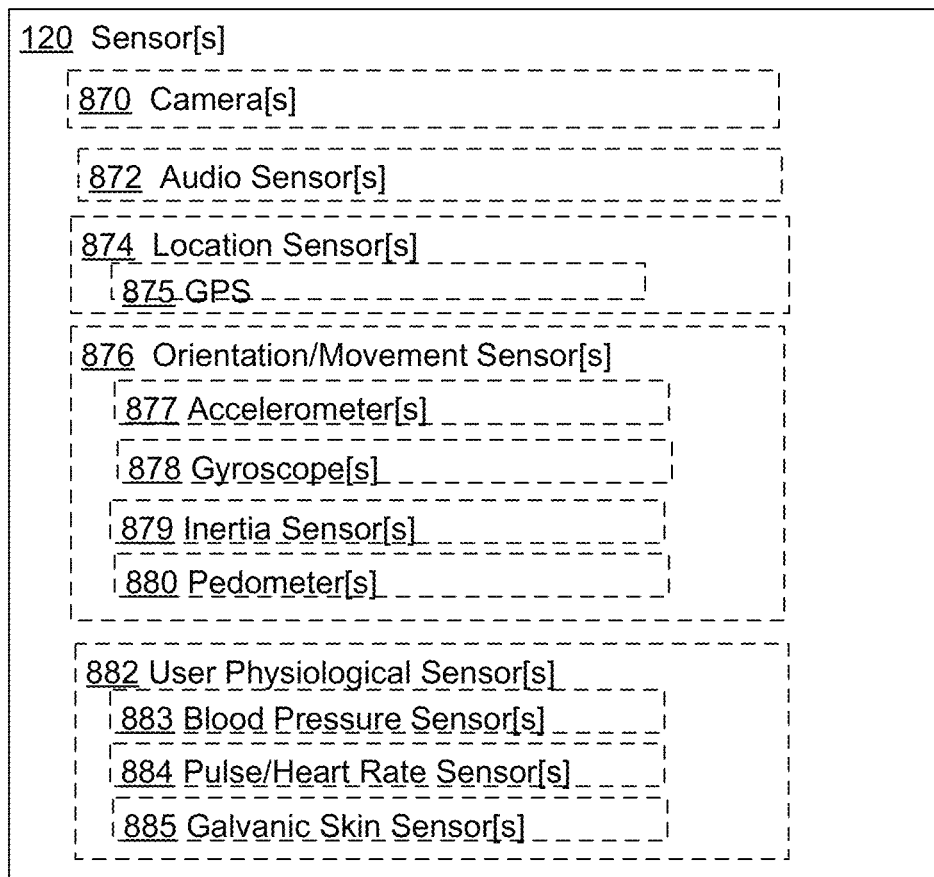 120 Sensor[s]
870 Camera[s]
872 Audio Sensor[s]
874 Location Sensor[s]
875 GPS
876 Orientation/Movement Sensor[s]
877 Accelerometer[s]
878 Gyroscope[s]
879 Inertia Sensor[s]
880 Pedometer[s]
882 User Physiological Sensor[s]
883 Blood Pressure Sensor[s]
884 Pulse/Heart Rate Sensor[s]
885 Galvanic Skin Sensor[s]